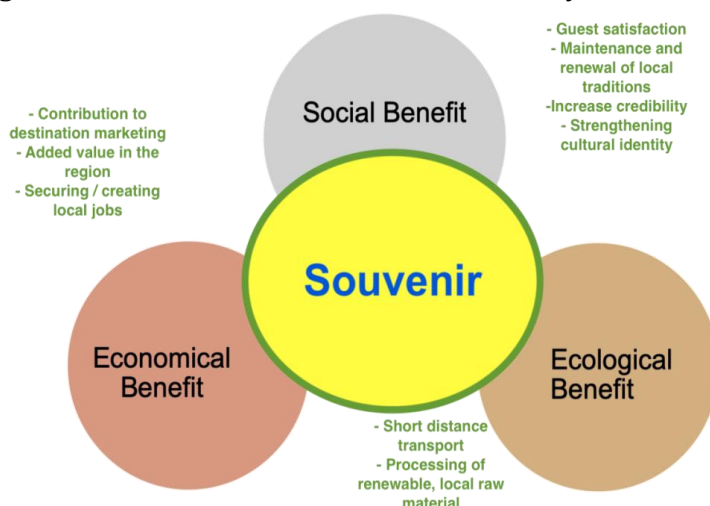 - Guest satisfaction
- Maintenance and
renewal of local
traditions
-Increase credibility
- Strengthening
cultural identity
Social Benefit
- Contribution to
destination marketing
- Added value in the
region
- Securing / creating
local jobs
Souvenir
Economical
Benefit
Ecological
Benefit
- Short distance
transport
- Processing of
renewable, local raw
material